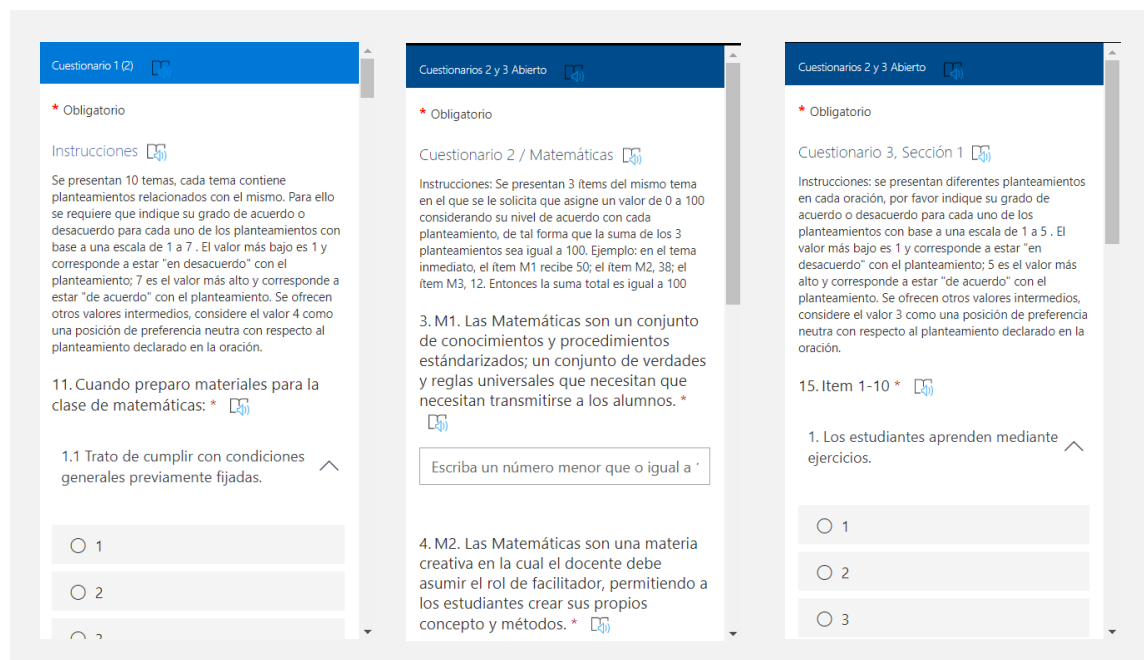 Cuestionario 1 (2)
* Obligatorio
Instrucciones
Se presentan 10 temas, cada tema contiene
planteamientos relacionados con el mismo. Para ello
se requiere que indique su grado de acuerdo o
desacuerdo para cada uno de los planteamientos con
base a una escala de 1 a 7 . El valor más bajo es 1 y
corresponde a estar "en desacuerdo" con el
planteamiento; 7 es el valor más alto y corresponde a
estar "de acuerdo" con el planteamiento. Se ofrecen
otros valores intermedios, considere el valor 4 como
una posición de preferencia neutra con respecto al
planteamiento declarado en la oración.
11. Cuando preparo materiales para la
clase de matemáticas: *
1.1 Trato de cumplir con condiciones
generales previamente fijadas.
1
2
Cuestionarios 2 y 3 Abierto
* Obligatorio
Cuestionario 2 / Matemáticas
Instrucciones: Se presentan 3 ítems del mismo tema
en el que se le solicita que asigne un valor de 0 a 100
considerando su nivel de acuerdo con cada
planteamiento, de tal forma que la suma de los 3
planteamientos sea igual a 100. Ejemplo: en el tema
inmediato, el ítem M1 recibe 50; el ítem M2, 38; el
ítem M3, 12. Entonces la suma total es igual a 100
3. M1. Las Matemáticas son un conjunto
de conocimientos y procedimientos
estándarizados; un conjunto de verdades
y reglas universales que necesitan que
necesitan transmitirse a los alumnos. *
Escriba un número menor que o igual a
4. M2. Las Matemáticas son una materia
creativa en la cual el docente debe
asumir el rol de facilitador, permitiendo a
los estudiantes crear sus propios
concepto y métodos. *
Cuestionarios 2 y 3 Abierto
* Obligatorio
Cuestionario 3, Sección 1
Instrucciones: se presentan diferentes planteamientos
en cada oración, por favor indique su grado de
acuerdo o desacuerdo para cada uno de los
planteamientos con base a una escala de 1 a 5 . El
valor más bajo es 1 y corresponde a estar "en
desacuerdo" con el planteamiento; 5 es el valor más
alto y corresponde a estar "de acuerdo" con el
planteamiento. Se ofrecen otros valores intermedios,
considere el valor 3 como una posición de preferencia
neutra con respecto al planteamiento declarado en la
oración.
15. Item 1-10 *
1. Los estudiantes aprenden mediante
ejercicios.
1
2
3